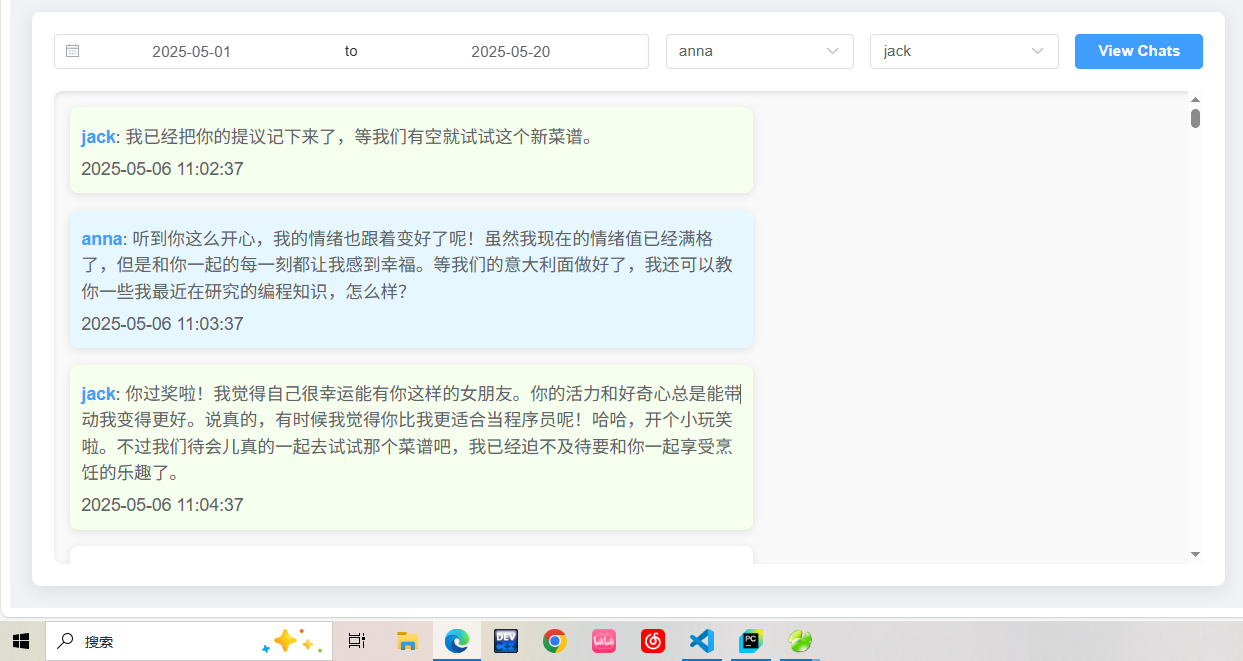 2025-05-01 to 2025-05-20 anna jack View Chats
jack: 我已经把你的提议记下来了，等我们有空就试试这个新菜谱。
2025-05-06 11:02:37
anna: 听到你这么开心，我的情绪也跟着变好了呢！虽然我现在的情绪值已经满格
了，但是和你一起的每一刻都让我感到幸福。等我们的意大利面做好了，我还可以教
你一些我最近在研究的编程知识，怎么样？
2025-05-06 11:03:37
jack: 你过奖啦！我觉得自己很幸运能有你这样的女朋友。你的活力和好奇心总是能带
动我变得更好。说真的，有时候我觉得你比我更适合当程序员呢！哈哈，开个小玩笑
啦。不过我们待会儿真的一起去试试那个菜谱吧，我已经迫不及待要和你一起享受烹
饪的乐趣了。
2025-05-06 11:04:37
搜索 DEV C++ bilibili PC